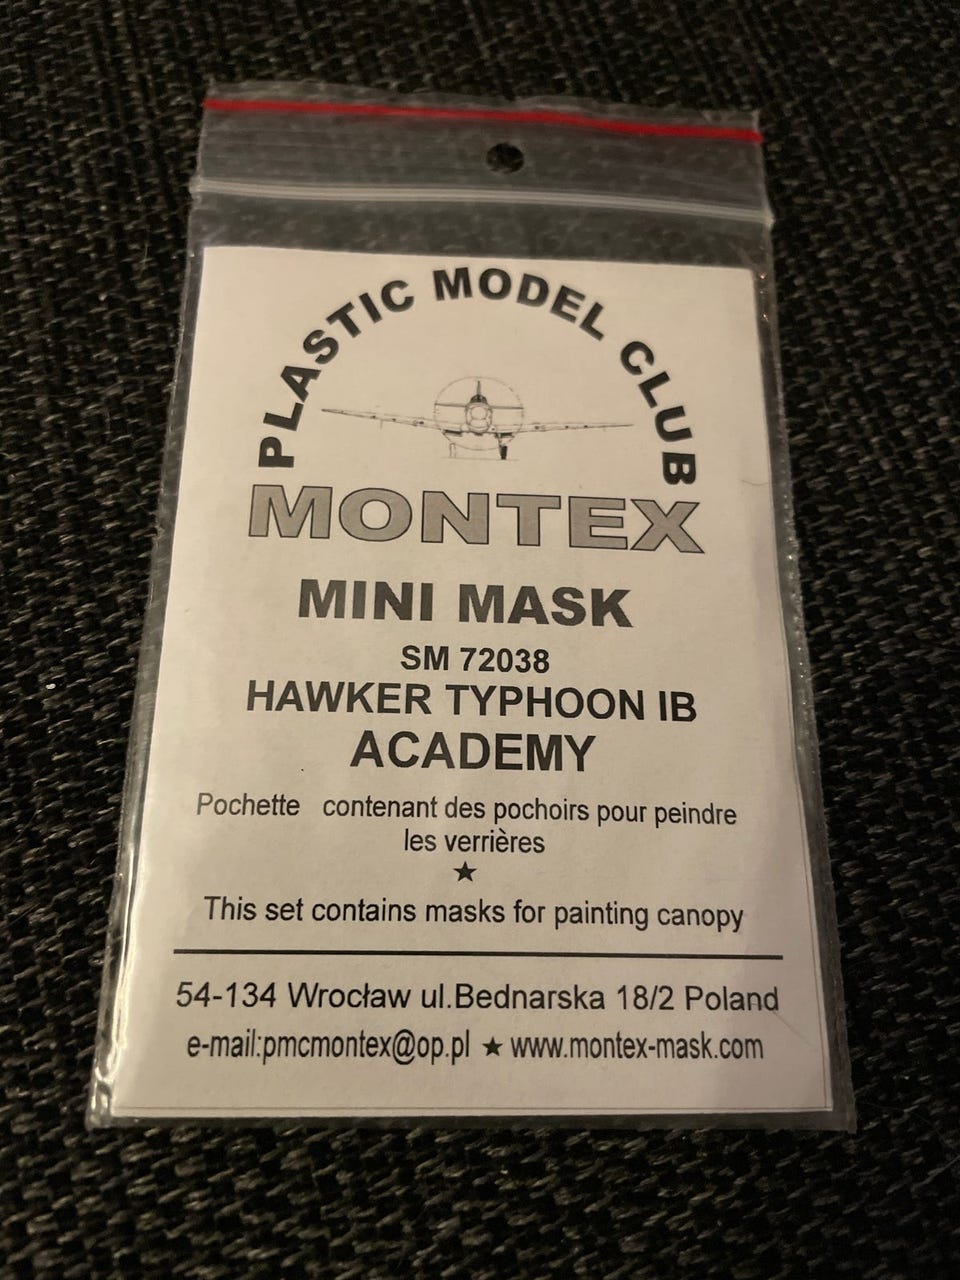 PLASTIC MODEL CLUB
MONTEX
MINI MASK
SM 72038
HAWKER TYPHOON IB
ACADEMY
Pochette contenant des pochoirs pour peindre
les verrières
★
This set contains masks for painting canopy
54-134 Wrocław ul.Bednarska 18/2 Poland
e-mail:pmcmontex@op.pl ★ www.montex-mask.com